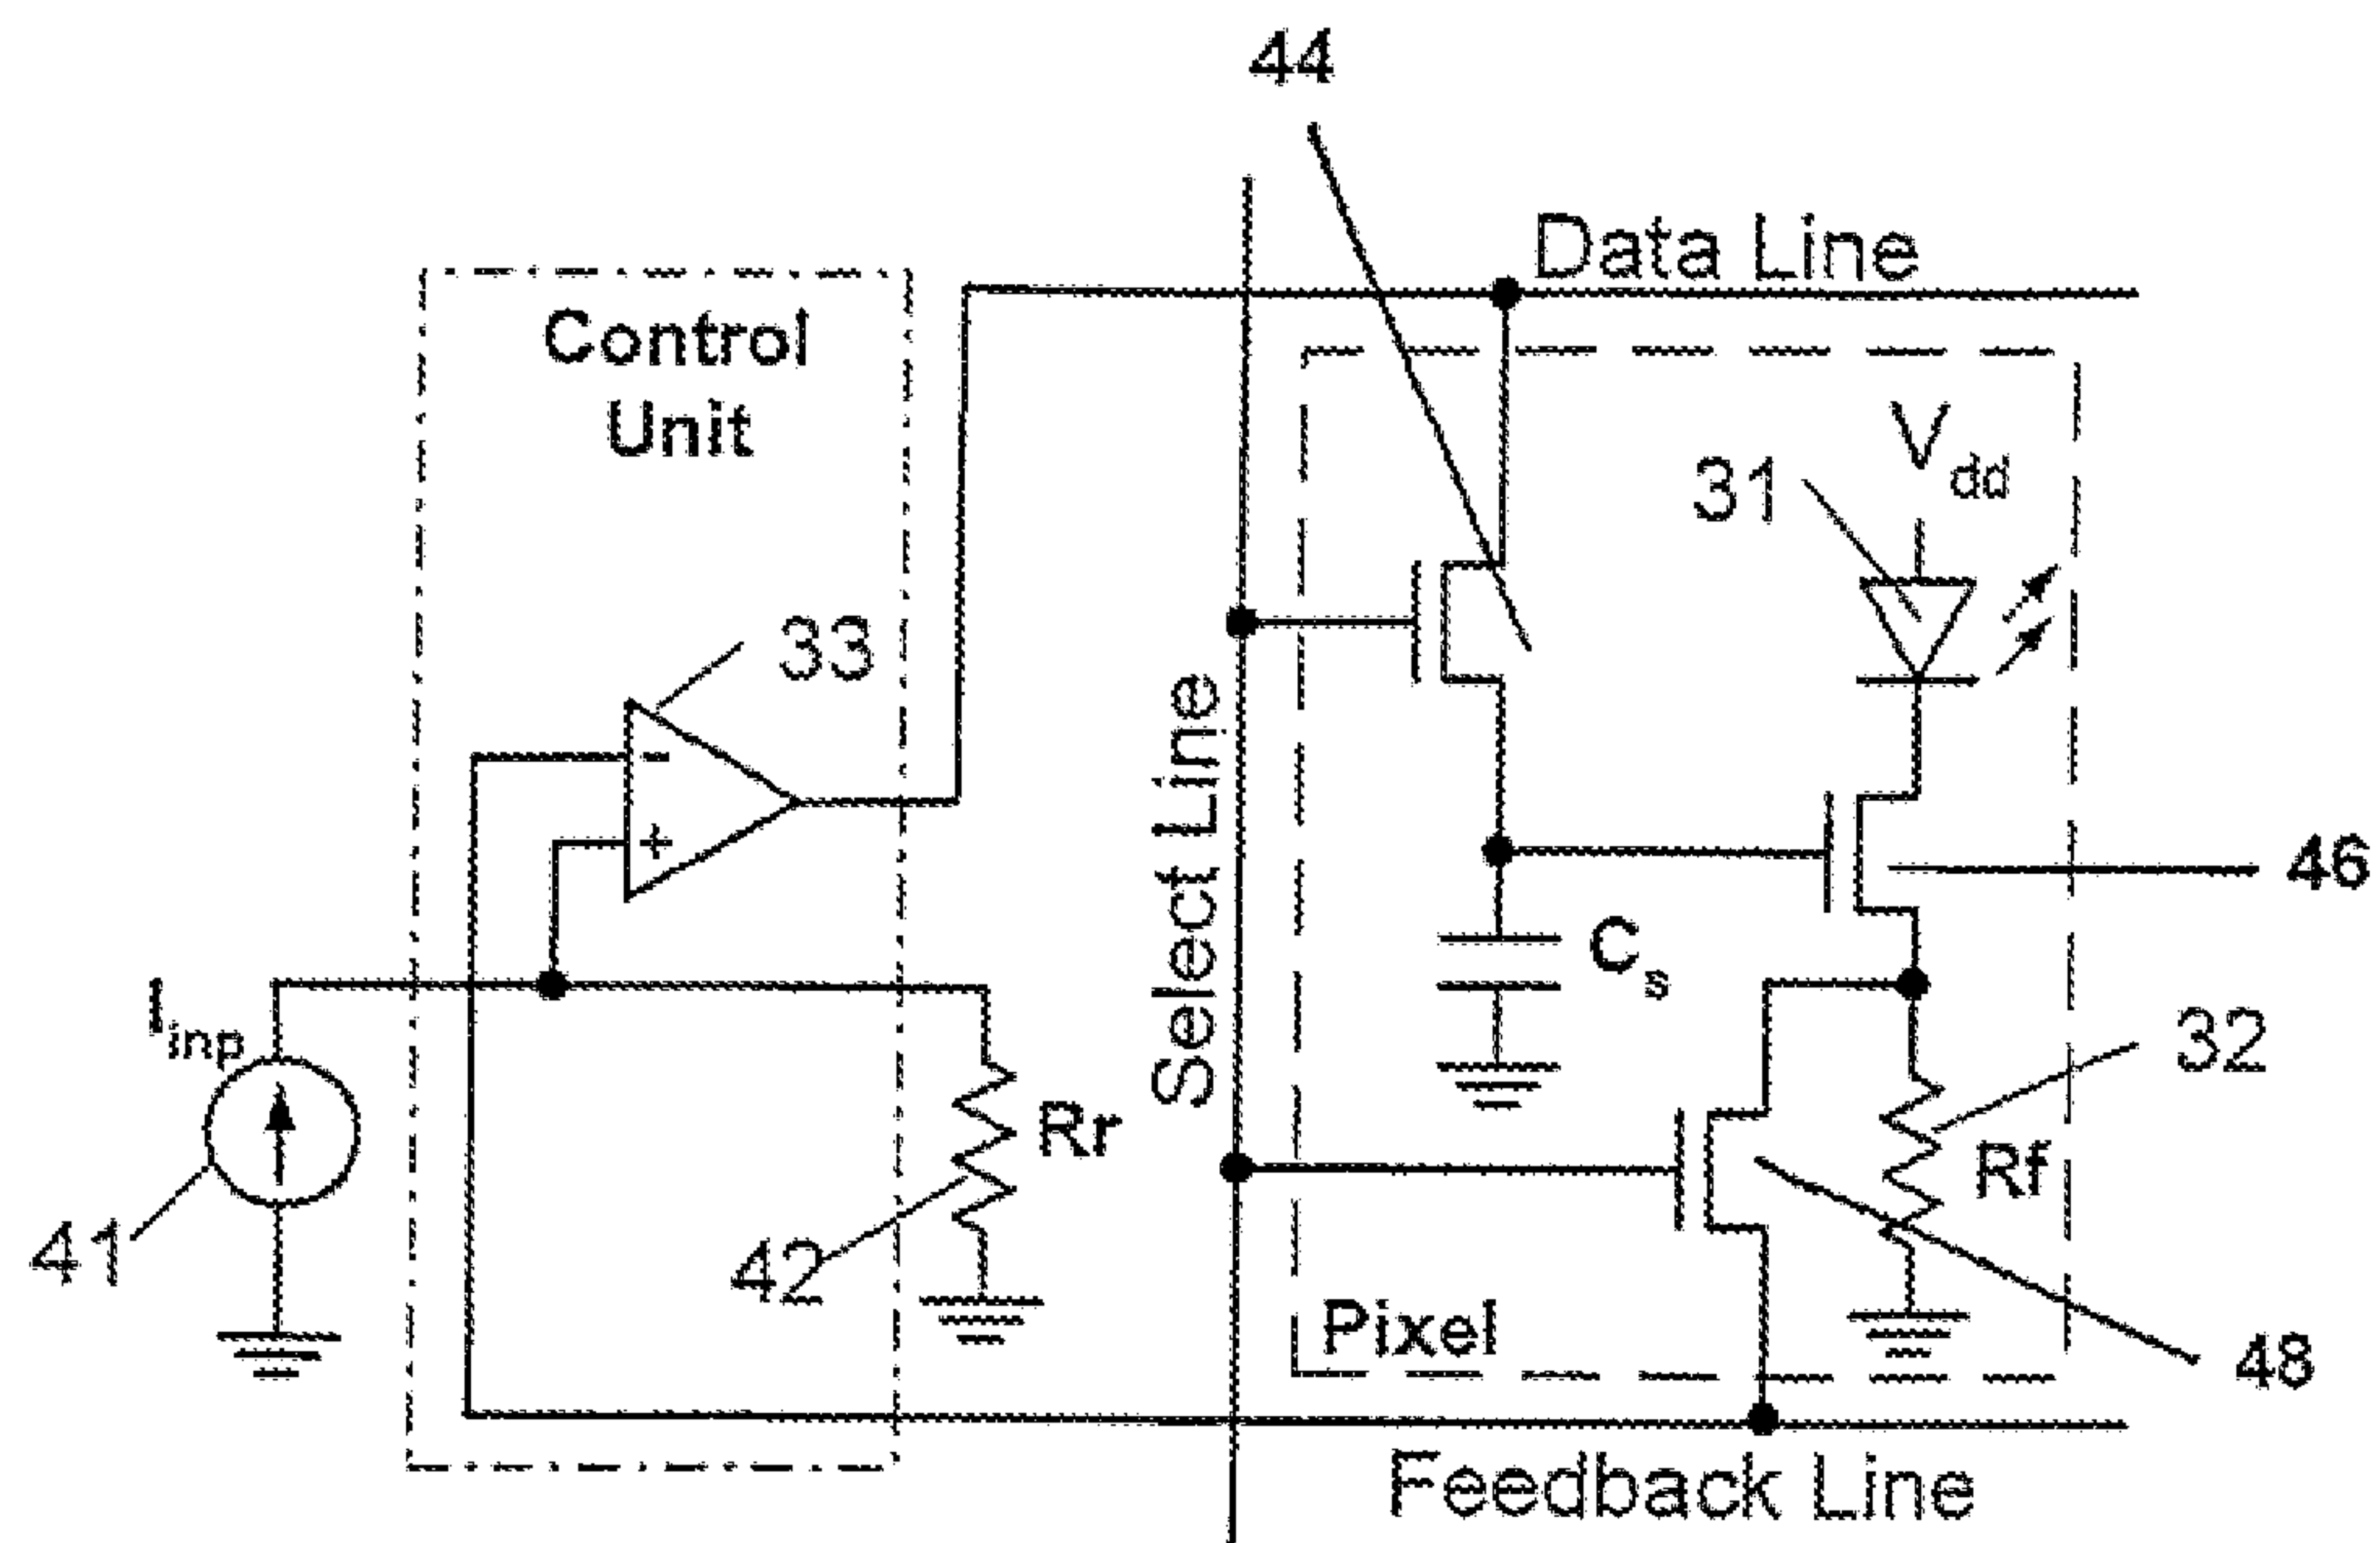 44
Data Line
Control
Unit
Vdd
31
33
-
+
Select Line
46
Cs
Iinp
32
Rr
Rf
41
42
Pixel
48
Feedback Line